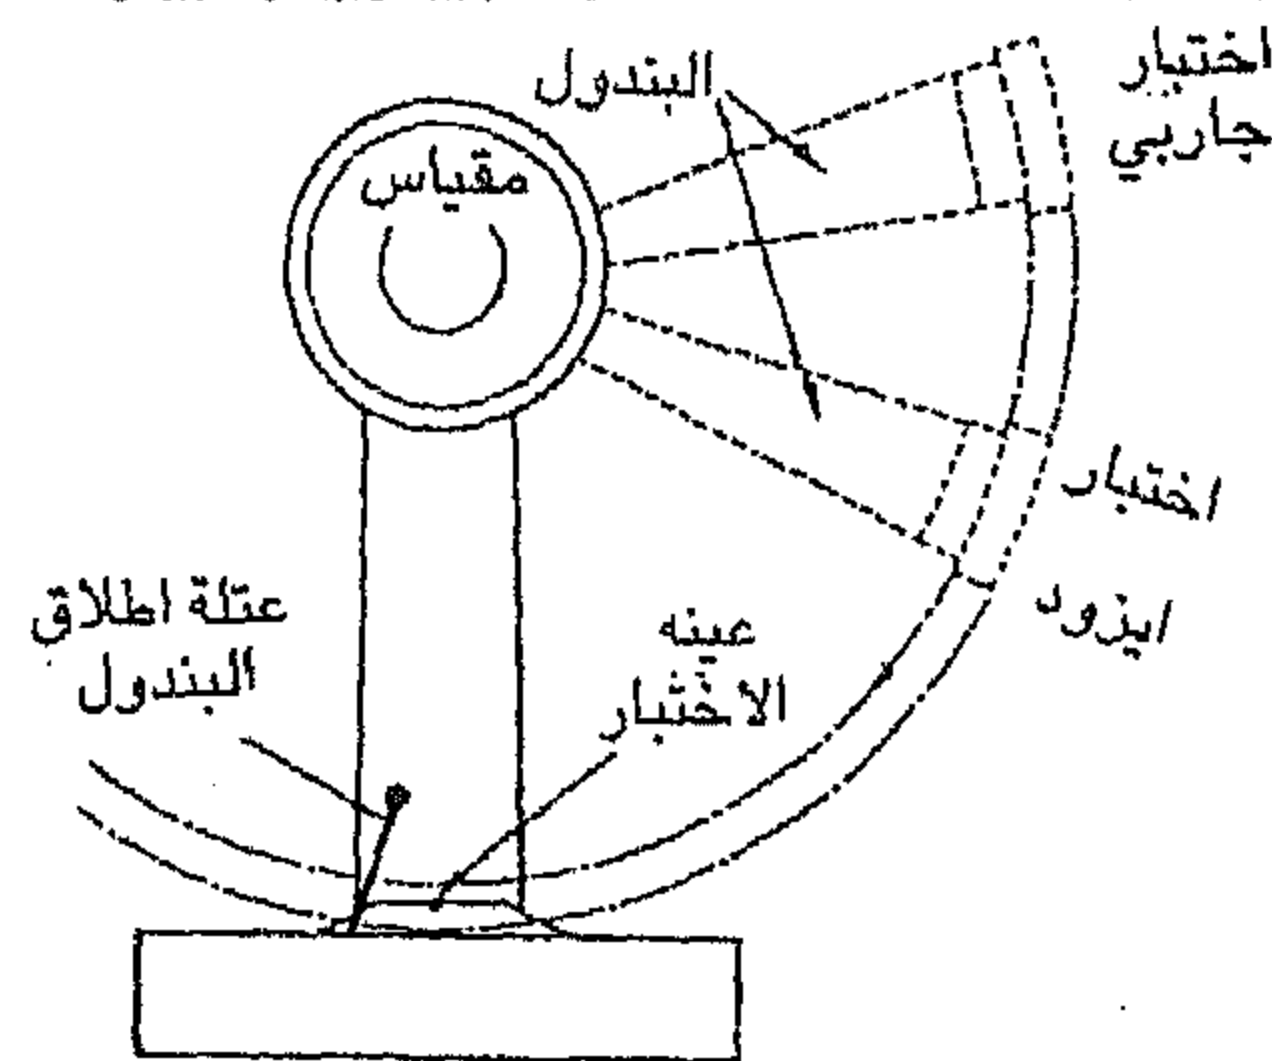 اختبار
جاربي
البندول
مقياس
اختبار
ايزود
عتلة اطلاق
البندول
عينه
الاختبار